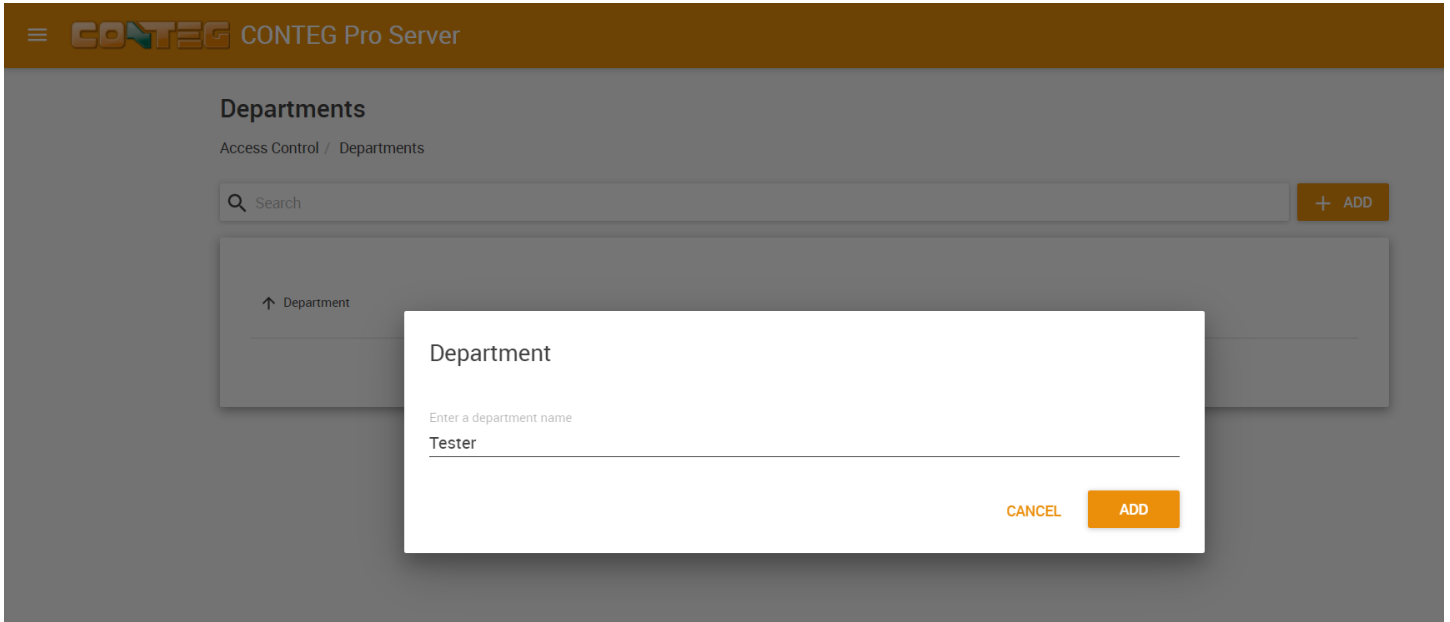 CONTEG CONTEG Pro Server
Departments
Access Control / Departments
Search
+ ADD
Department
Department
Enter a department name
Tester
CANCEL ADD